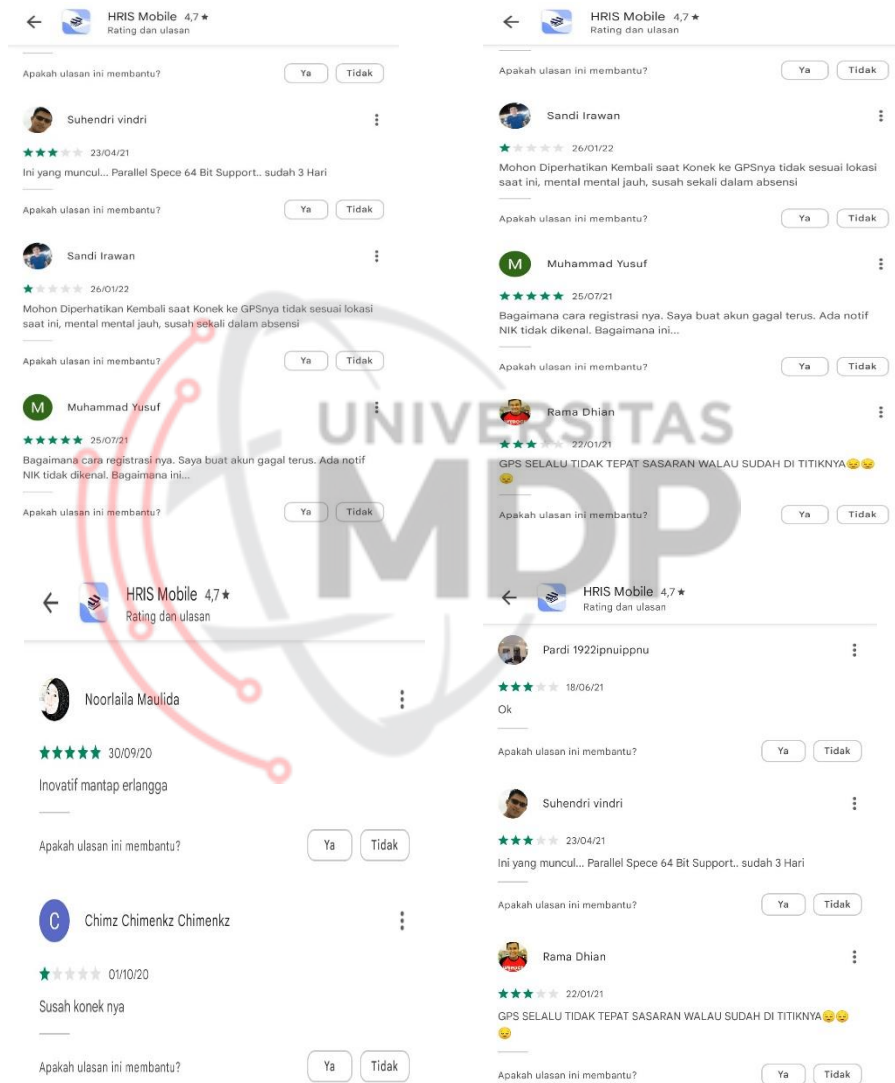 HRIS Mobile 4,7★
Rating dan ulasan
Apakah ulasan ini membantu?
Ya
Tidak
Suhendri vindri
23/04/21
Ini yang muncul... Parallel Spece 64 Bit Support.. sudah 3 Hari
Apakah ulasan ini membantu?
Ya
Tidak
Sandi Irawan
26/01/22
Mohon Diperhatikan Kembali saat Konek ke GPSnya tidak sesuai lokasi
saat ini, mental mental jauh, susah sekali dalam absensi
Apakah ulasan ini membantu?
Ya
Tidak
M
Muhammad Yusuf
25/07/21
Bagaimana cara registrasi nya. Saya buat akun gagal terus. Ada notif
NIK tidak dikenal. Bagaimana ini...
Apakah ulasan ini membantu?
Ya
Tidak
HRIS Mobile 4,7★
Rating dan ulasan
Apakah ulasan ini membantu?
Ya
Tidak
Sandi Irawan
26/01/22
Mohon Diperhatikan Kembali saat Konek ke GPSnya tidak sesuai lokasi
saat ini, mental mental jauh, susah sekali dalam absensi
Apakah ulasan ini membantu?
Ya
Tidak
M
Muhammad Yusuf
25/07/21
Bagaimana cara registrasi nya. Saya buat akun gagal terus. Ada notif
NIK tidak dikenal. Bagaimana ini...
Apakah ulasan ini membantu?
Ya
Tidak
Rama Dhian
22/01/21
GPS SELALU TIDAK TEPAT SASARAN WALAU SUDAH DI TITIKNYA😞😞
😞
Apakah ulasan ini membantu?
Ya
Tidak
UNIVERSITAS
MDP
HRIS Mobile 4,7★
Rating dan ulasan
Noorlaila Maulida
30/09/20
Inovatif mantap erlangga
Apakah ulasan ini membantu?
Ya
Tidak
C
Chimz Chimenkz Chimenkz
01/10/20
Susah konek nya
Apakah ulasan ini membantu?
Ya
Tidak
HRIS Mobile 4,7★
Rating dan ulasan
Pardi 1922ipnuippnu
18/06/21
Ok
Apakah ulasan ini membantu?
Ya
Tidak
Suhendri vindri
23/04/21
Ini yang muncul... Parallel Spece 64 Bit Support.. sudah 3 Hari
Apakah ulasan ini membantu?
Ya
Tidak
Rama Dhian
22/01/21
GPS SELALU TIDAK TEPAT SASARAN WALAU SUDAH DI TITIKNYA😞😞
😞
Apakah ulasan ini membantu?
Ya
Tidak